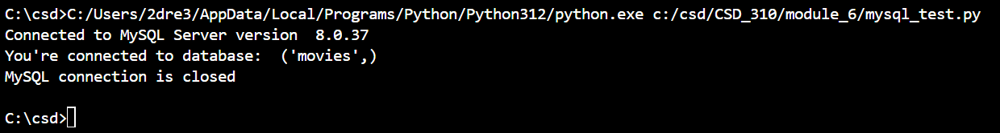 C:\csd>C:/Users/2dre3/AppData/Local/Programs/Python/Python312/python.exe c:/csd/CSD_310/module_6/mysql_test.py
Connected to MySQL Server version  8.0.37
You're connected to database:  ('movies',)
MySQL connection is closed
C:\csd>